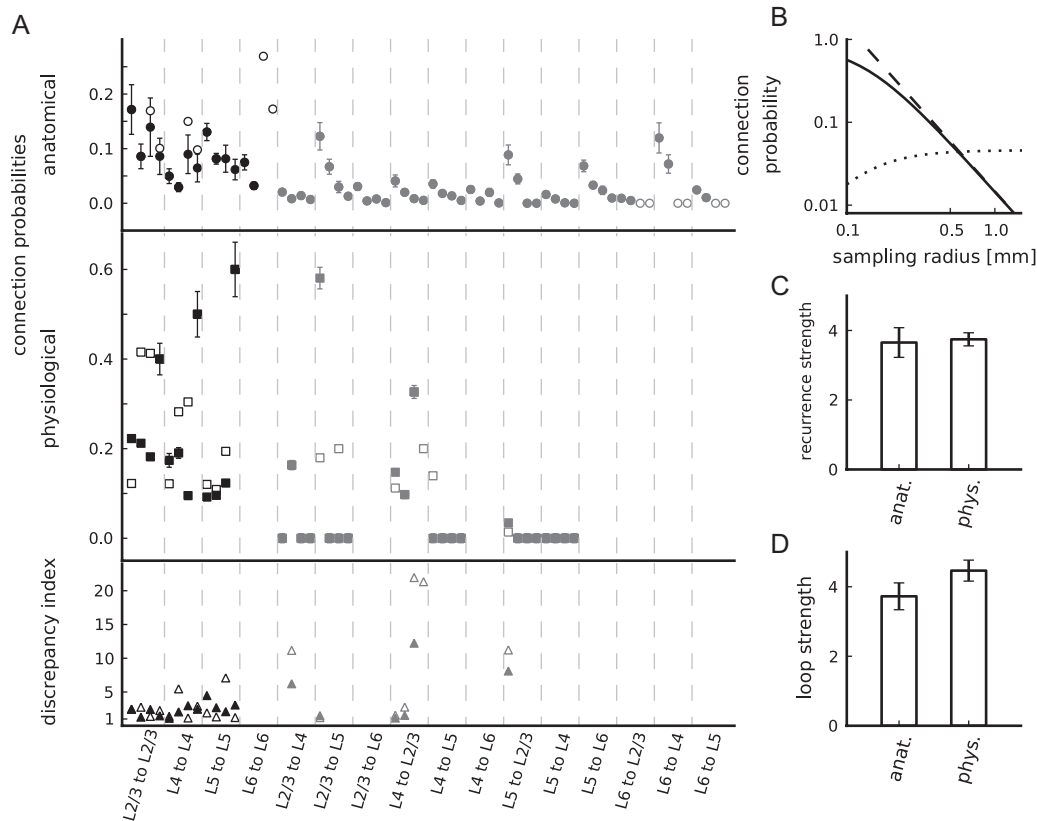 A
connection probabilities
anatomical
0.2
0.1
0.0
physiological
0.6
0.4
0.2
0.0
discrepancy index
20
15
10
5
1
L2/3 to L2/3
L4 to L4
L5 to L5
L6 to L6
L2/3 to L4
L2/3 to L5
L2/3 to L6
L4 to L2/3
L4 to L5
L4 to L6
L5 to L2/3
L5 to L4
L5 to L6
L6 to L2/3
L6 to L4
L6 to L5
B
connection
probability
1.0
0.1
0.01
0.1
0.5
1.0
sampling radius [mm]
C
recurrence strength
4
2
0
anat.
phys.
D
loop strength
4
2
0
anat.
phys.